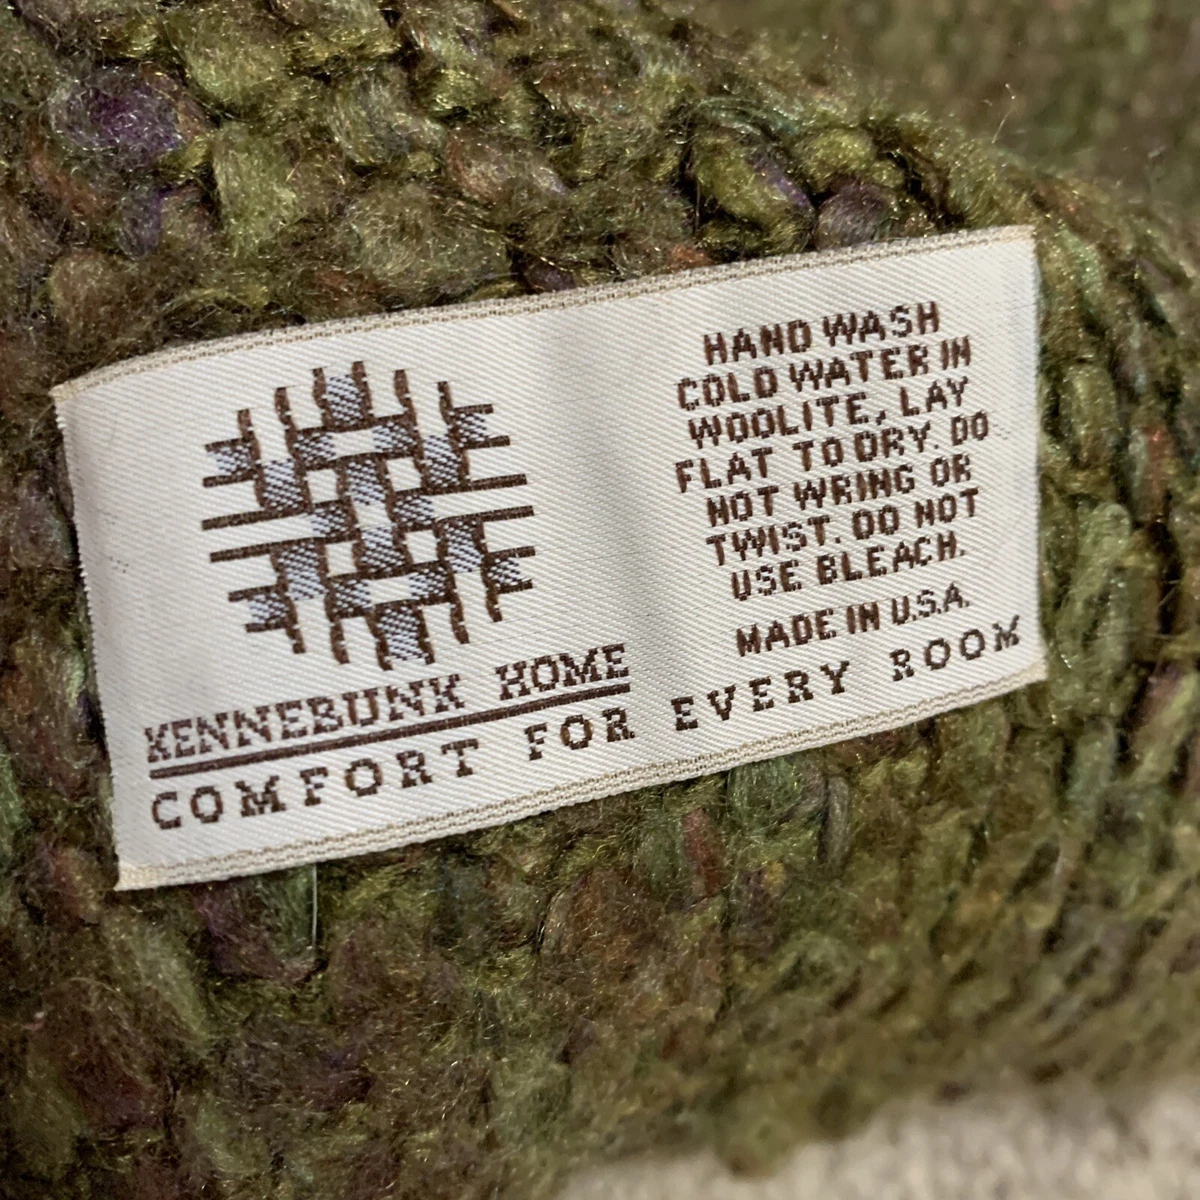 KENNEBUNK HOME
COMFORT FOR EVERY ROOM
HAND WASH
COLD WATER IN
WOOLITE, LAY
FLAT TO DRY. DO
NOT WRING OR
TWIST. DO NOT
USE BLEACH.
MADE IN U.S.A.